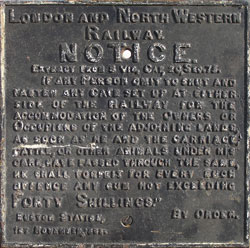 LONDON AND NORTH WESTERN
RAILWAY.
NOTICE.
EXTRACT FROM 8 VIC, CAP, 20 S. 75.
"IF ANY PERSON OMIT TO SHUT AND
FASTEN ANY GATE SET UP AT EITHER
SIDE OF THE RAILWAY FOR THE
ACCOMMODATION OF THE OWNERS OR
OCCUPIERS OF THE ADJOINING LANDS,
AS SOON AS HE AND THE CARRIAGE,
CATTLE, OR OTHER ANIMALS UNDER HIS
CARE, HAVE PASSED THROUGH THE SAME,
HE SHALL FORFEIT FOR EVERY SUCH
OFFENCE ANY SUM NOT EXCEEDING
FORTY SHILLINGS."
EUSTON STATION, BY ORDER.
1ST NOVEMBER,